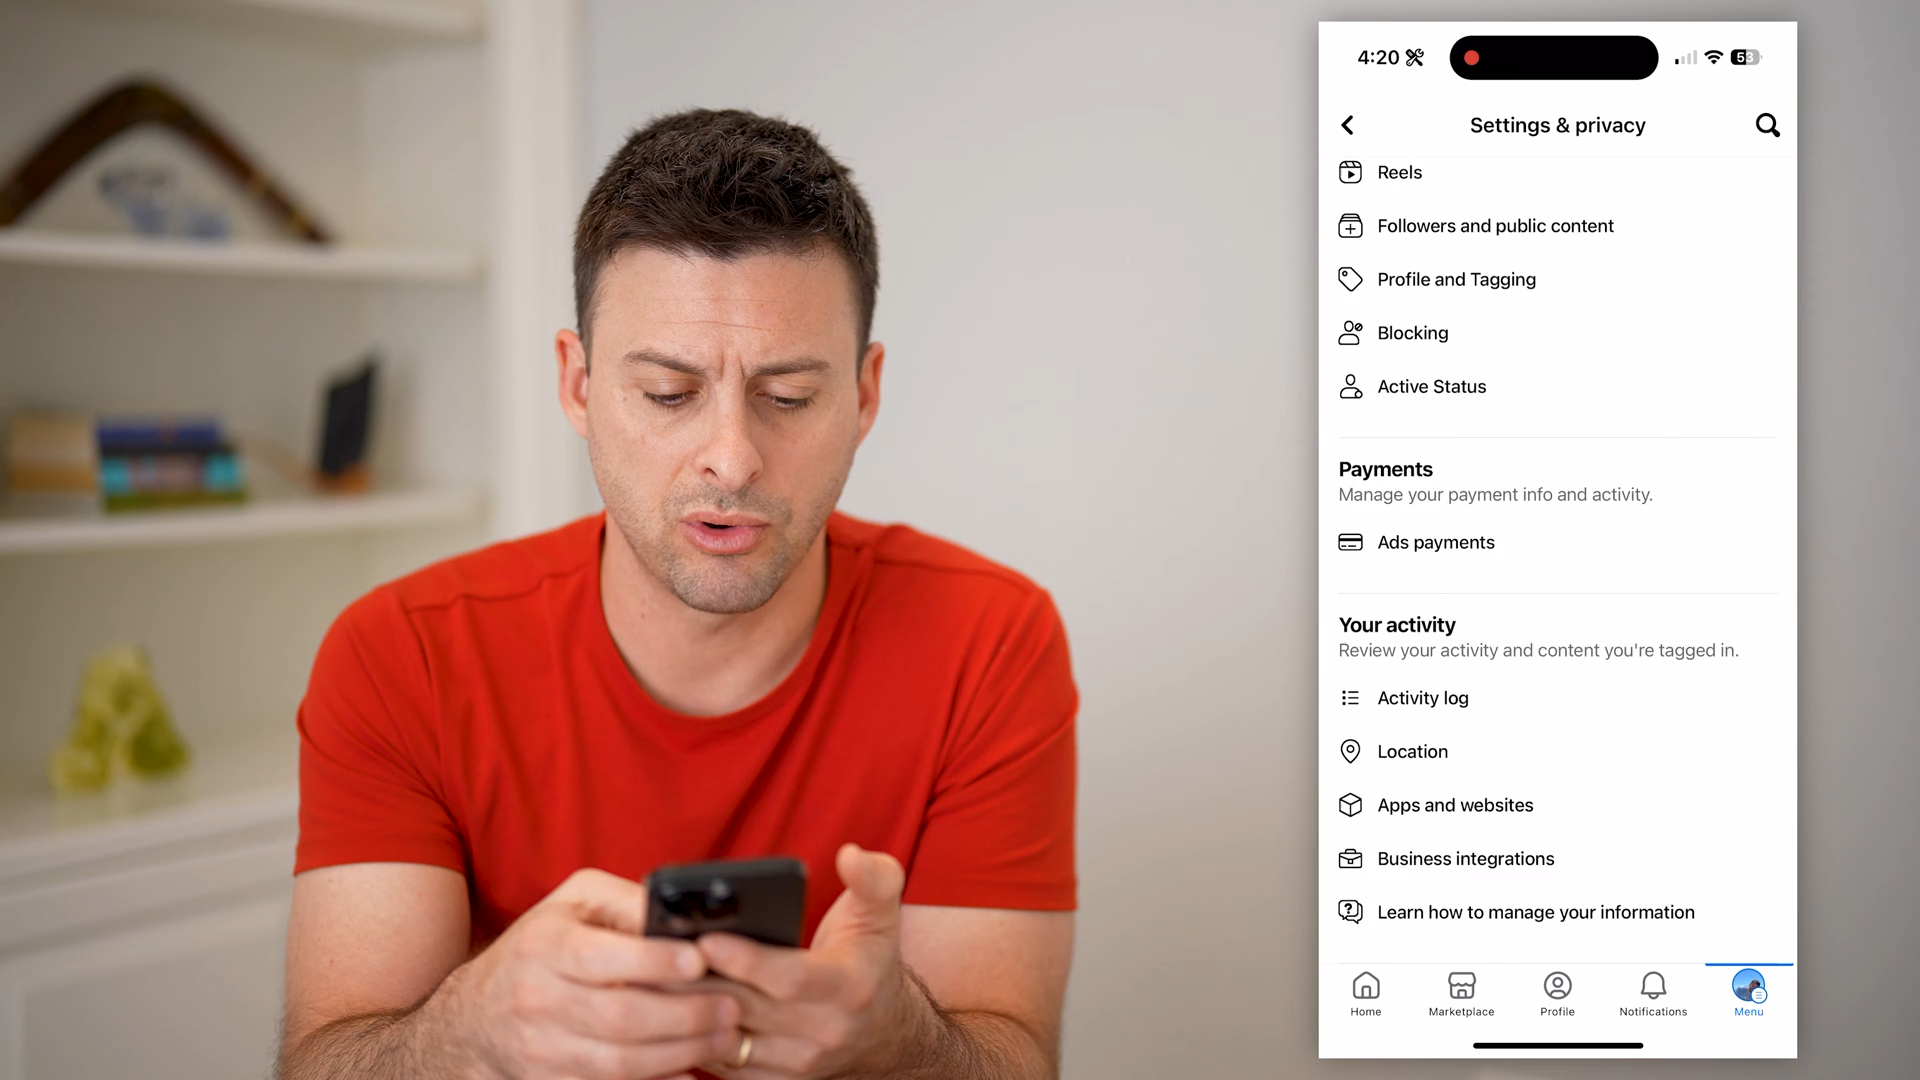 4:20
53
Settings & privacy
Reels
Followers and public content
Profile and Tagging
Blocking
Active Status
Payments
Manage your payment info and activity.
Ads payments
Your activity
Review your activity and content you're tagged in.
Activity log
Location
Apps and websites
Business integrations
Learn how to manage your information
Home
Marketplace
Profile
Notifications
Menu